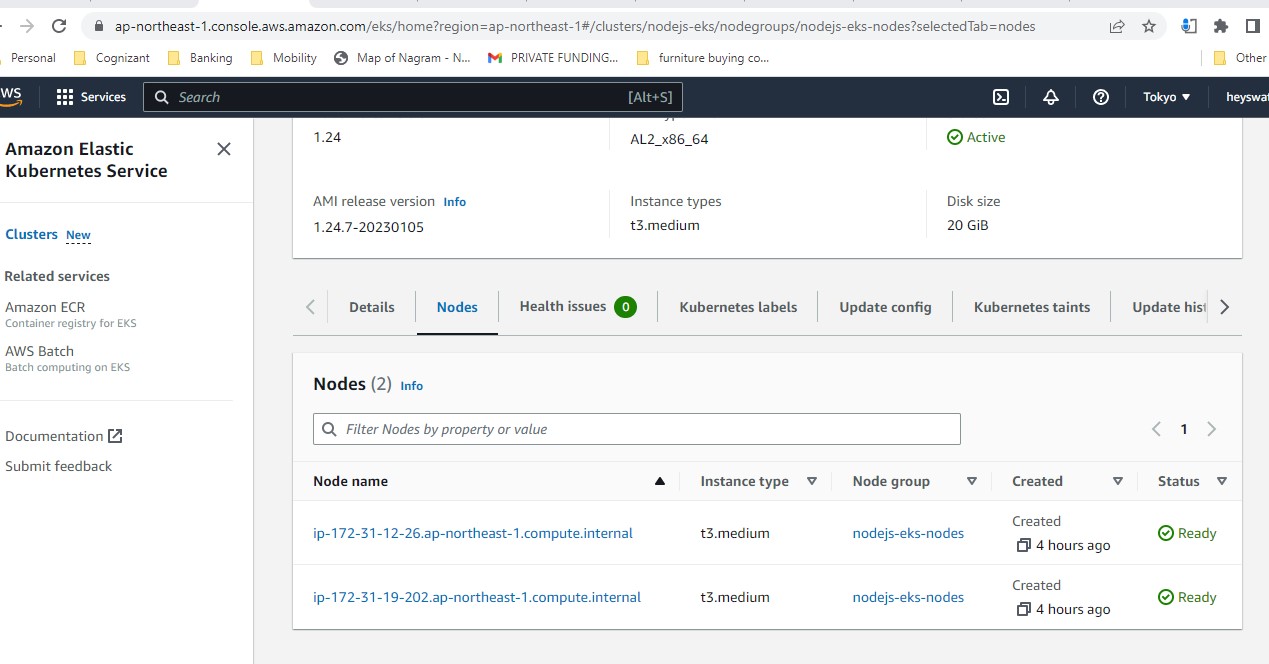 ap-northeast-1.console.aws.amazon.com/eks/home?region=ap-northeast-1#/clusters/nodejs-eks/nodegroups/nodejs-eks-nodes?selectedTab=nodes
Personal Cognizant Banking Mobility Map of Nagram - N... PRIVATE FUNDING... furniture buying co... Other
WS Services Search [Alt+S] Tokyo heyswat
Amazon Elastic
Kubernetes Service
Clusters New
Related services
Amazon ECR
Container registry for EKS
AWS Batch
Batch computing on EKS
Documentation
Submit feedback
1.24 AL2_x86_64 Active
AMI release version Info Instance types Disk size
1.24.7-20230105 t3.medium 20 GiB
Details Nodes Health issues 0 Kubernetes labels Update config Kubernetes taints Update hist
Nodes (2) Info
Filter Nodes by property or value 1
Node name Instance type Node group Created Status
ip-172-31-12-26.ap-northeast-1.compute.internal t3.medium nodejs-eks-nodes Created 4 hours ago Ready
ip-172-31-19-202.ap-northeast-1.compute.internal t3.medium nodejs-eks-nodes Created 4 hours ago Ready